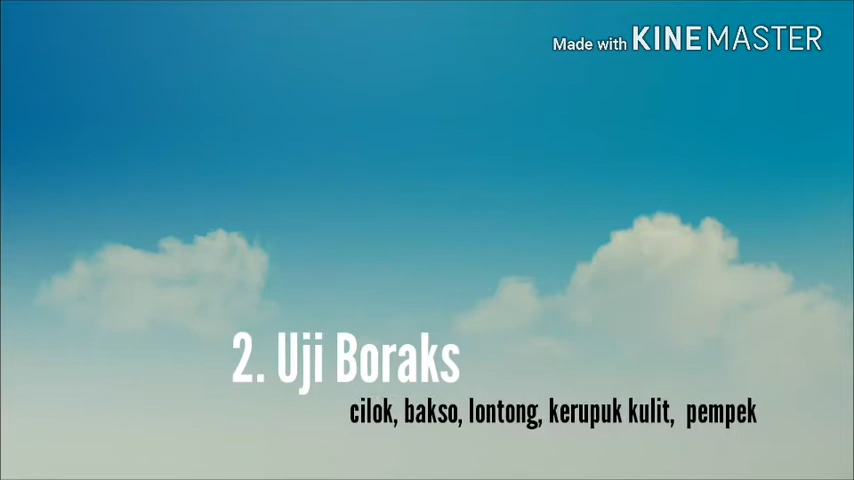 Made with KINEMASTER
2. Uji Boraks
cilok, bakso, lontong, kerupuk kulit, pempek